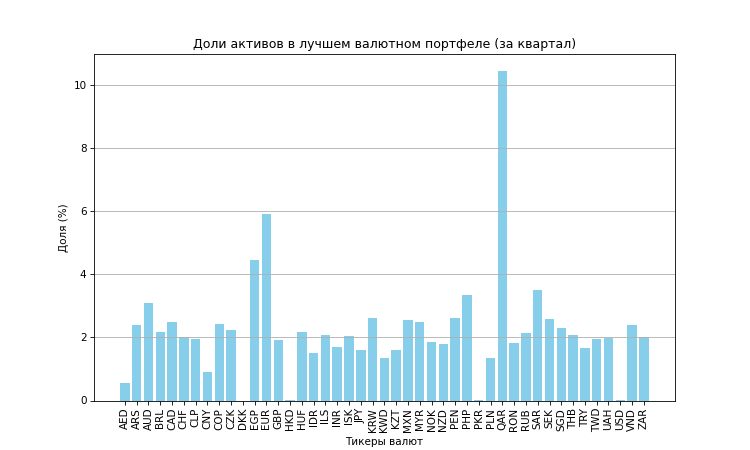 Доли активов в лучшем валютном портфеле (за квартал)
Доля (%)
10
8
6
4
2
0
AED ARS AUD BRL CAD CHF CLP CNY COP CZK DKK EGP EUR GBP HKD HUF IDR ILS INR ISK JPY KRW KWD KZT MXN MYR NOK NZD PEN PHP PKR PLN QAR RON RUB SAR SEK SGD THB TRY TWD UAH USD VND ZAR
Тикеры валют